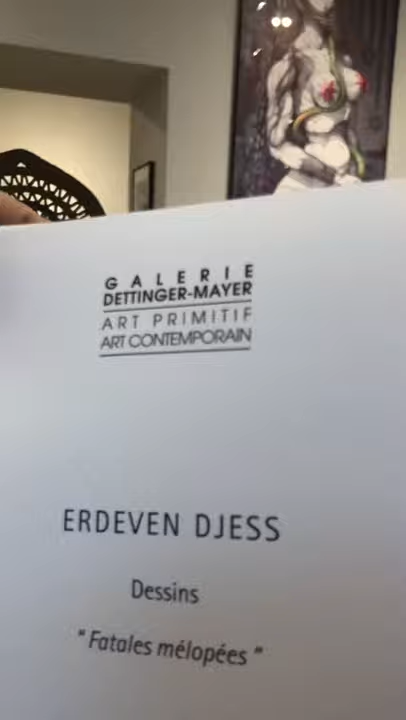 GALERIE
DETTINGER-MAYER
ART PRIMITIF
ART CONTEMPORAIN
ERDEVEN DJESS
Dessins
"Fatales mélopées"